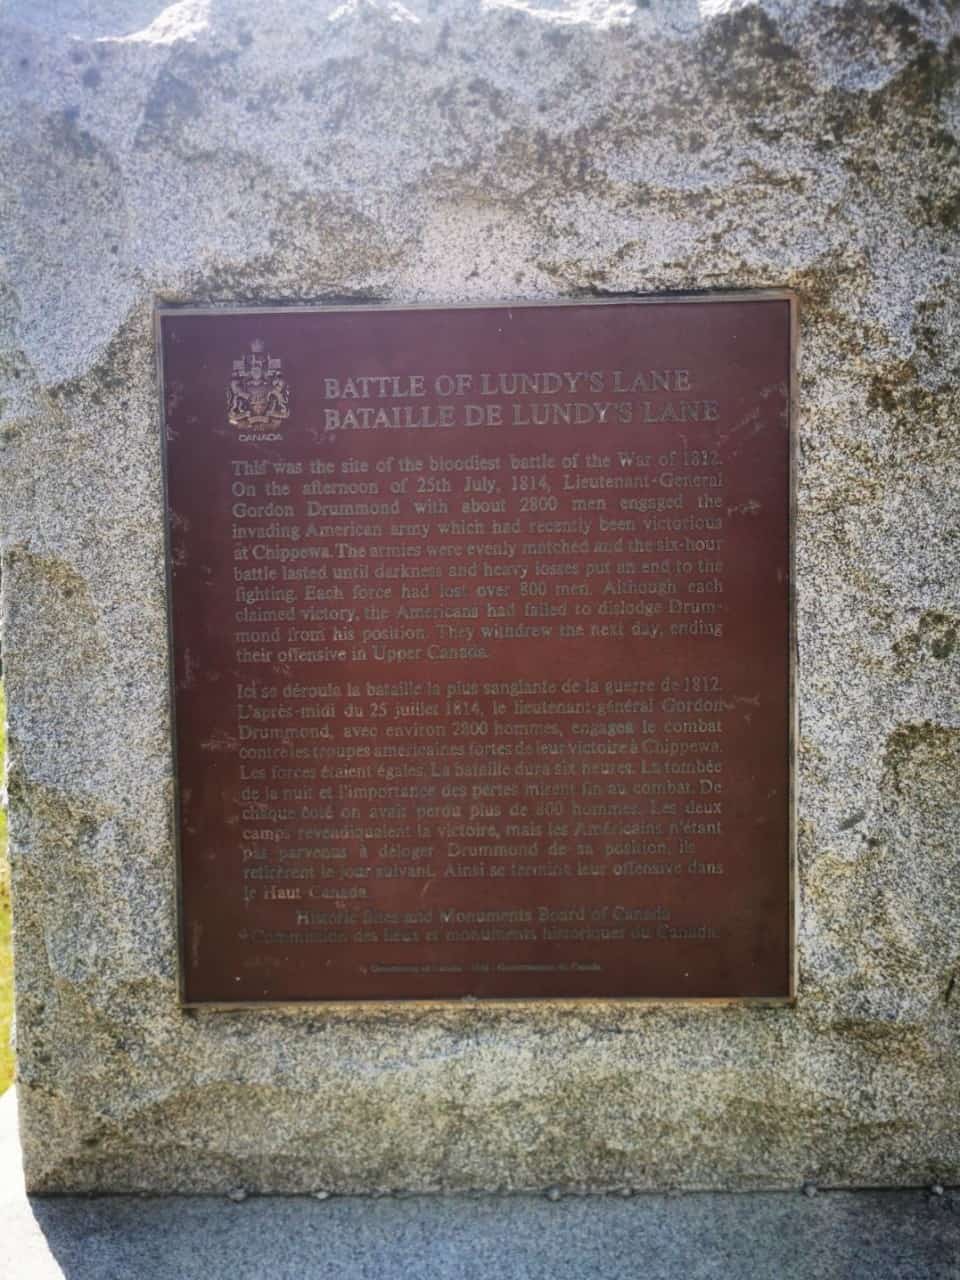 CANADA
BATTLE OF LUNDY'S LANE
BATAILLE DE LUNDY'S LANE
This was the site of the bloodiest battle of the War of 1812.
On the afternoon of 25th July, 1814, Lieutenant-General
Gordon Drummond with about 2800 men engaged the
invading American army which had recently been victorious
at Chippewa. The armies were evenly matched and the six-hour
battle lasted until darkness and heavy losses put an end to the
fighting. Each force had lost over 800 men. Although each
claimed victory, the Americans had failed to dislodge Drum-
mond from his position. They withdrew the next day, ending
their offensive in Upper Canada.
Ici se déroula la bataille la plus sanglante de la guerre de 1812.
L'après-midi du 25 juillet 1814, le lieutenant-général Gordon
Drummond, avec environ 2800 hommes, engagea le combat
contre les troupes américaines fortes de leur victoire à Chippewa.
Les forces étaient égales. La bataille dura six heures. La tombée
de la nuit et l'importance des pertes mirent fin au combat. De
chaque côté on avait perdu plus de 800 hommes. Les deux
camps revendiquaient la victoire, mais les Américains n'étant
pas parvenus à déloger Drummond de sa position, ils
retirèrent le jour suivant. Ainsi se termina leur offensive dans
le Haut-Canada.
Historic Sites and Monuments Board of Canada
Commission des lieux et monuments historiques du Canada.
Government of Canada - Gouvernement du Canada